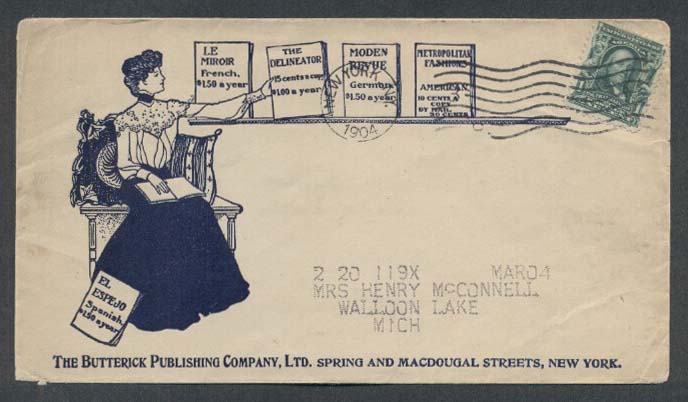 LE
MIROIR
French,
$1.50 a year
THE
DELINEATOR
15 cents a copy
$1.00 a year
MODEN
REVUE
German,
$1.50 a year
METROPOLITAN
FASHIONS
AMERICAN.
10 CENTS A
COPY
BY MAIL,
20 CENTS
NEW YORK
1904
EL
ESPEJO
Spanish.
$1.50 a year
2 20 119X MAR04
MRS HENRY McCONNELL
WALLOON LAKE
MICH
THE BUTTERICK PUBLISHING COMPANY, LTD. SPRING AND MACDOUGAL STREETS, NEW YORK.